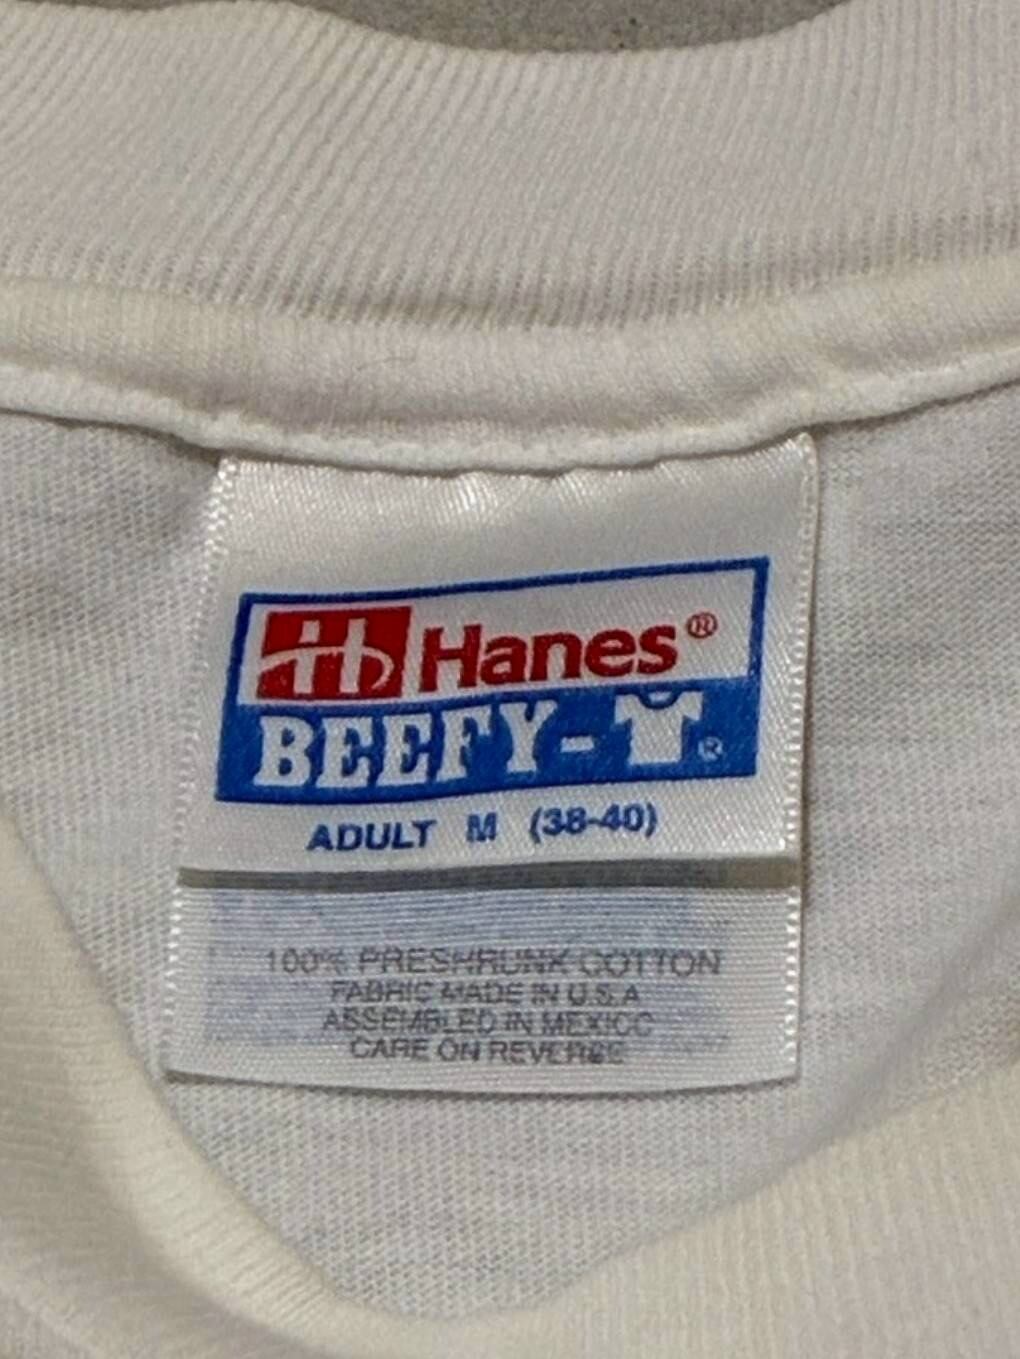 Hanes®
BEEFY-T®
ADULT M (38-40)
100% PRESHRUNK COTTON
FABRIC MADE IN U.S.A
ASSEMBLED IN MEXICO
CARE ON REVERSE